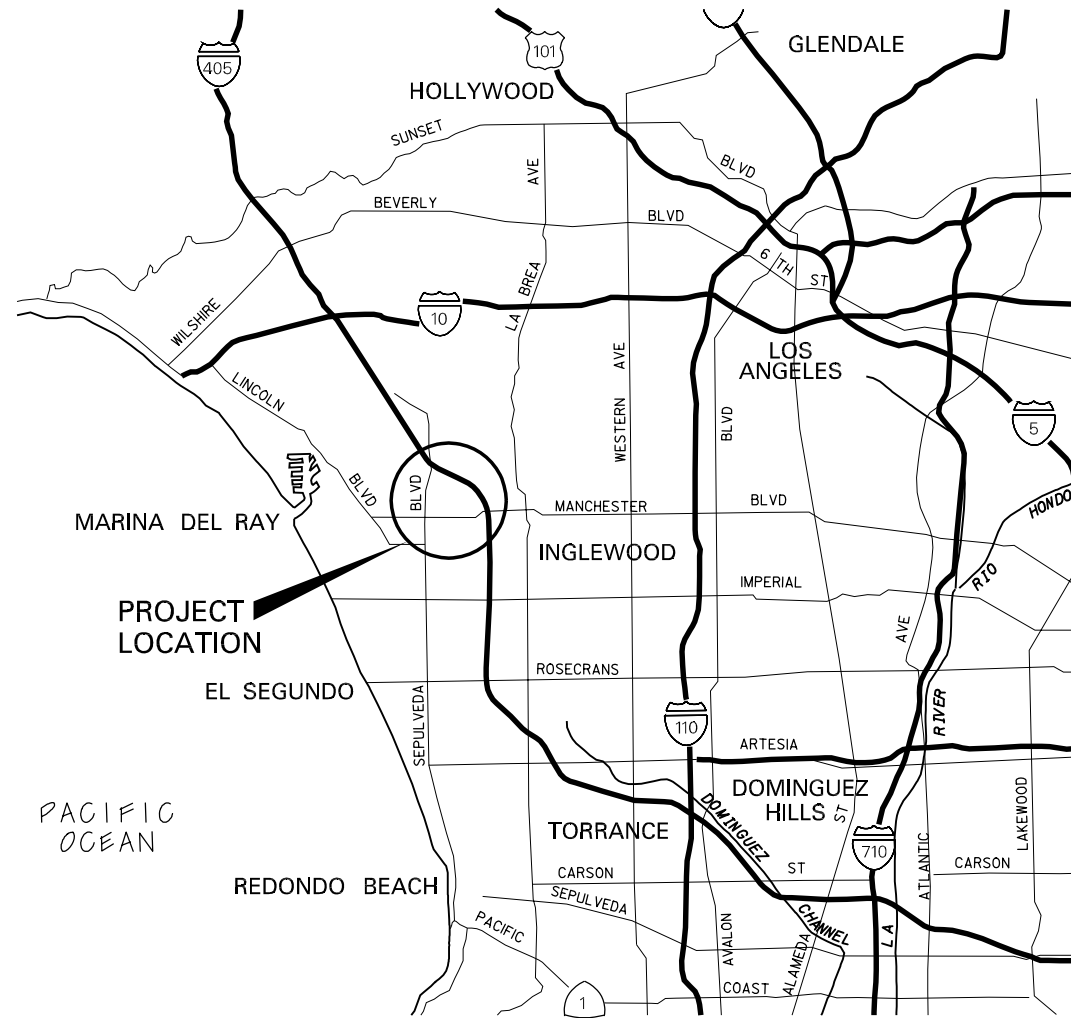 GLENDALE
101
405
HOLLYWOOD
SUNSET
BLVD
AVE
BEVERLY
BLVD
6 TH
ST
LA BREA
10
WILSHIRE
LOS
ANGELES
WESTERN AVE
LINCOLN
BLVD
5
BLVD
BLVD
HONDO
MANCHESTER
BLVD
MARINA DEL RAY
INGLEWOOD
RIO
IMPERIAL
PROJECT
LOCATION
AVE
ROSECRANS
EL SEGUNDO
SEPULVEDA
RIVER
110
ARTESIA
DOMINGUEZ
HILLS
PACIFIC
OCEAN
DOMINGUEZ
ST
LAKEWOOD
TORRANCE
710
CARSON
ST
ATLANTIC
CARSON
REDONDO BEACH
SEPULVEDA
CHANNEL
PACIFIC
AVALON
ALAMEDA
LA
COAST
1